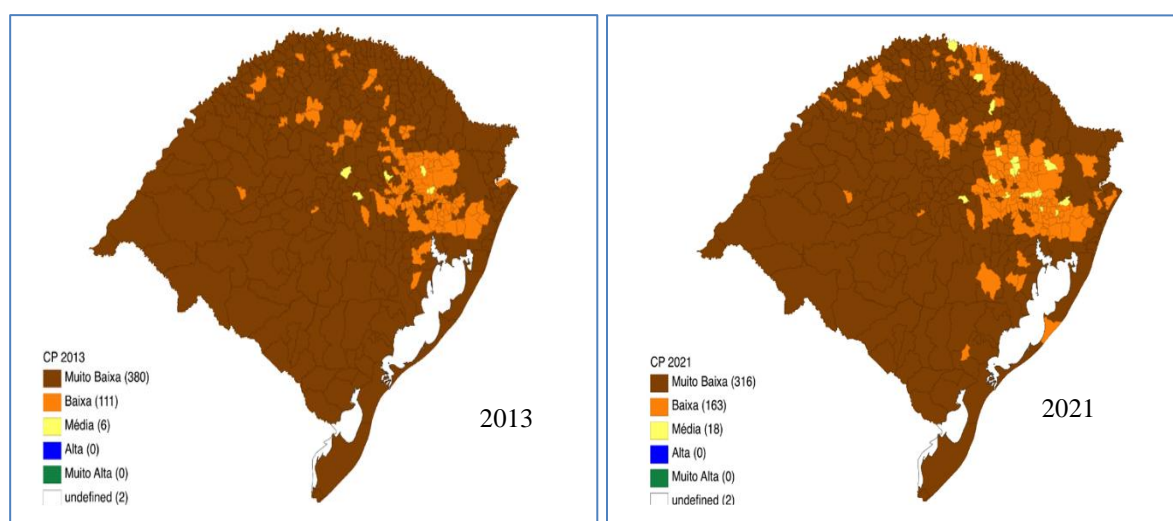 CP 2013
Muito Baixa (380)
Baixa (111)
Média (6)
Alta (0)
Muito Alta (0)
undefined (2)
2013
CP 2021
Muito Baixa (316)
Baixa (163)
Média (18)
Alta (0)
Muito Alta (0)
undefined (2)
2021